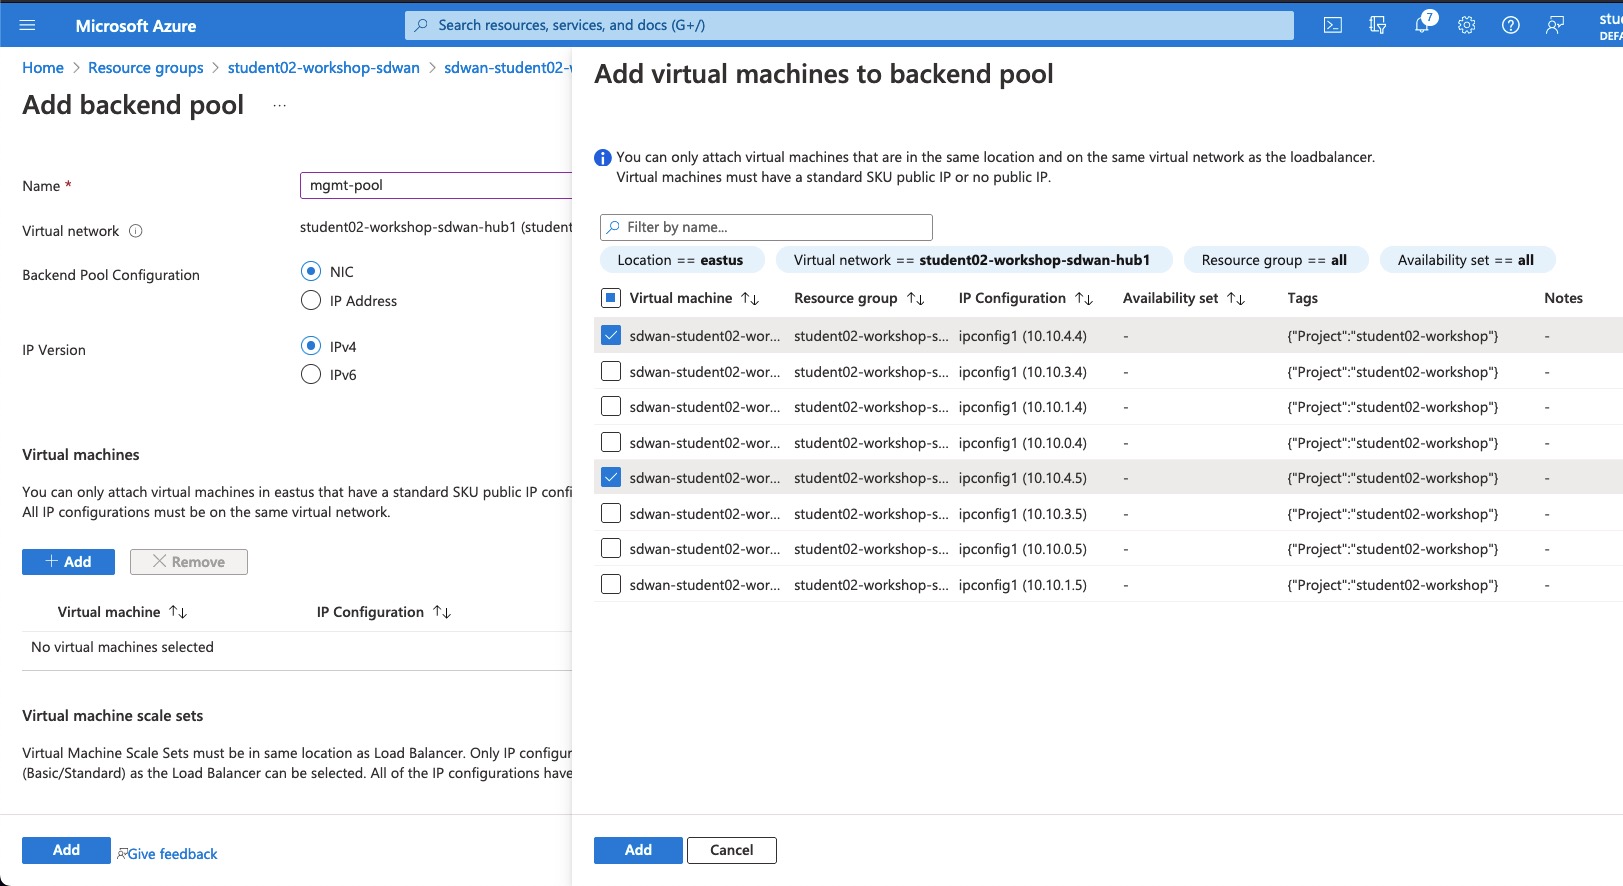 Microsoft Azure
Search resources, services, and docs (G+/)
7
stu
DEFA
Home > Resource groups > student02-workshop-sdwan > sdwan-student02-
Add backend pool ...
Name *
mgmt-pool
Virtual network
student02-workshop-sdwan-hub1 (student
Backend Pool Configuration
NIC
IP Address
IP Version
IPv4
IPv6
Virtual machines
You can only attach virtual machines in eastus that have a standard SKU public IP confi
All IP configurations must be on the same virtual network.
+ Add
Remove
Virtual machine ↑↓ IP Configuration ↑↓
No virtual machines selected
Virtual machine scale sets
Virtual Machine Scale Sets must be in same location as Load Balancer. Only IP configur
(Basic/Standard) as the Load Balancer can be selected. All of the IP configurations have
Add
Give feedback
Add virtual machines to backend pool
You can only attach virtual machines that are in the same location and on the same virtual network as the loadbalancer.
Virtual machines must have a standard SKU public IP or no public IP.
Filter by name...
Location == eastus Virtual network == student02-workshop-sdwan-hub1 Resource group == all Availability set == all
Virtual machine ↑↓ Resource group ↑↓ IP Configuration ↑↓ Availability set ↑↓ Tags Notes
sdwan-student02-wor... student02-workshop-s... ipconfig1 (10.10.4.4) - {"Project":"student02-workshop"} -
sdwan-student02-wor... student02-workshop-s... ipconfig1 (10.10.3.4) - {"Project":"student02-workshop"} -
sdwan-student02-wor... student02-workshop-s... ipconfig1 (10.10.1.4) - {"Project":"student02-workshop"} -
sdwan-student02-wor... student02-workshop-s... ipconfig1 (10.10.0.4) - {"Project":"student02-workshop"} -
sdwan-student02-wor... student02-workshop-s... ipconfig1 (10.10.4.5) - {"Project":"student02-workshop"} -
sdwan-student02-wor... student02-workshop-s... ipconfig1 (10.10.3.5) - {"Project":"student02-workshop"} -
sdwan-student02-wor... student02-workshop-s... ipconfig1 (10.10.0.5) - {"Project":"student02-workshop"} -
sdwan-student02-wor... student02-workshop-s... ipconfig1 (10.10.1.5) - {"Project":"student02-workshop"} -
Add
Cancel